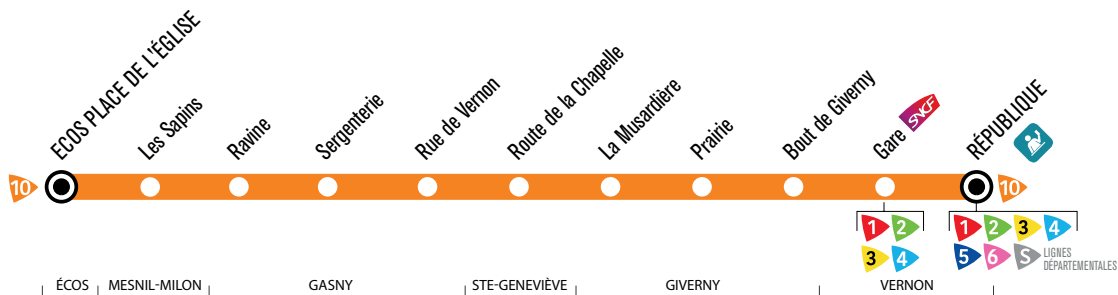 ECOS PLACE DE L'ÉGLISE
Les Sapins
Ravine
Sergenterie
Rue de Vernon
Route de la Chapelle
La Musardière
Prairie
Bout de Giverny
Gare
SNCF
RÉPUBLIQUE
10
10
1 2
3 4
1 2 3 4
5 6 S LIGNES
DÉPARTEMENTALES
ÉCOS
MESNIL-MILON
GASNY
STE-GENEVIÈVE
GIVERNY
VERNON